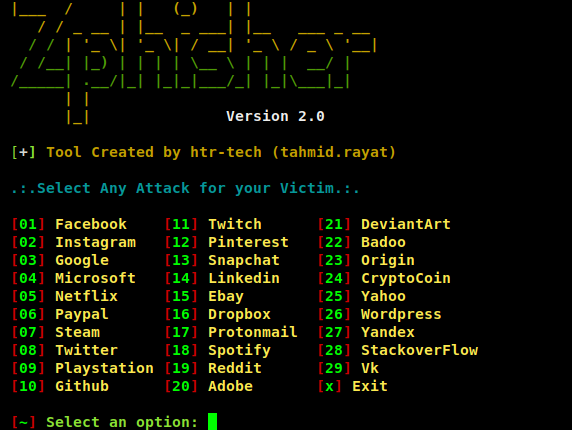 Zphisher
Version 2.0
[+] Tool Created by htr-tech (tahmid.rayat)
.:.Select Any Attack for your Victim.:.
[01] Facebook [11] Twitch [21] DeviantArt
[02] Instagram [12] Pinterest [22] Badoo
[03] Google [13] Snapchat [23] Origin
[04] Microsoft [14] Linkedin [24] CryptoCoin
[05] Netflix [15] Ebay [25] Yahoo
[06] Paypal [16] Dropbox [26] Wordpress
[07] Steam [17] Protonmail [27] Yandex
[08] Twitter [18] Spotify [28] StackoverFlow
[09] Playstation [19] Reddit [29] Vk
[10] Github [20] Adobe [x] Exit
[~] Select an option: